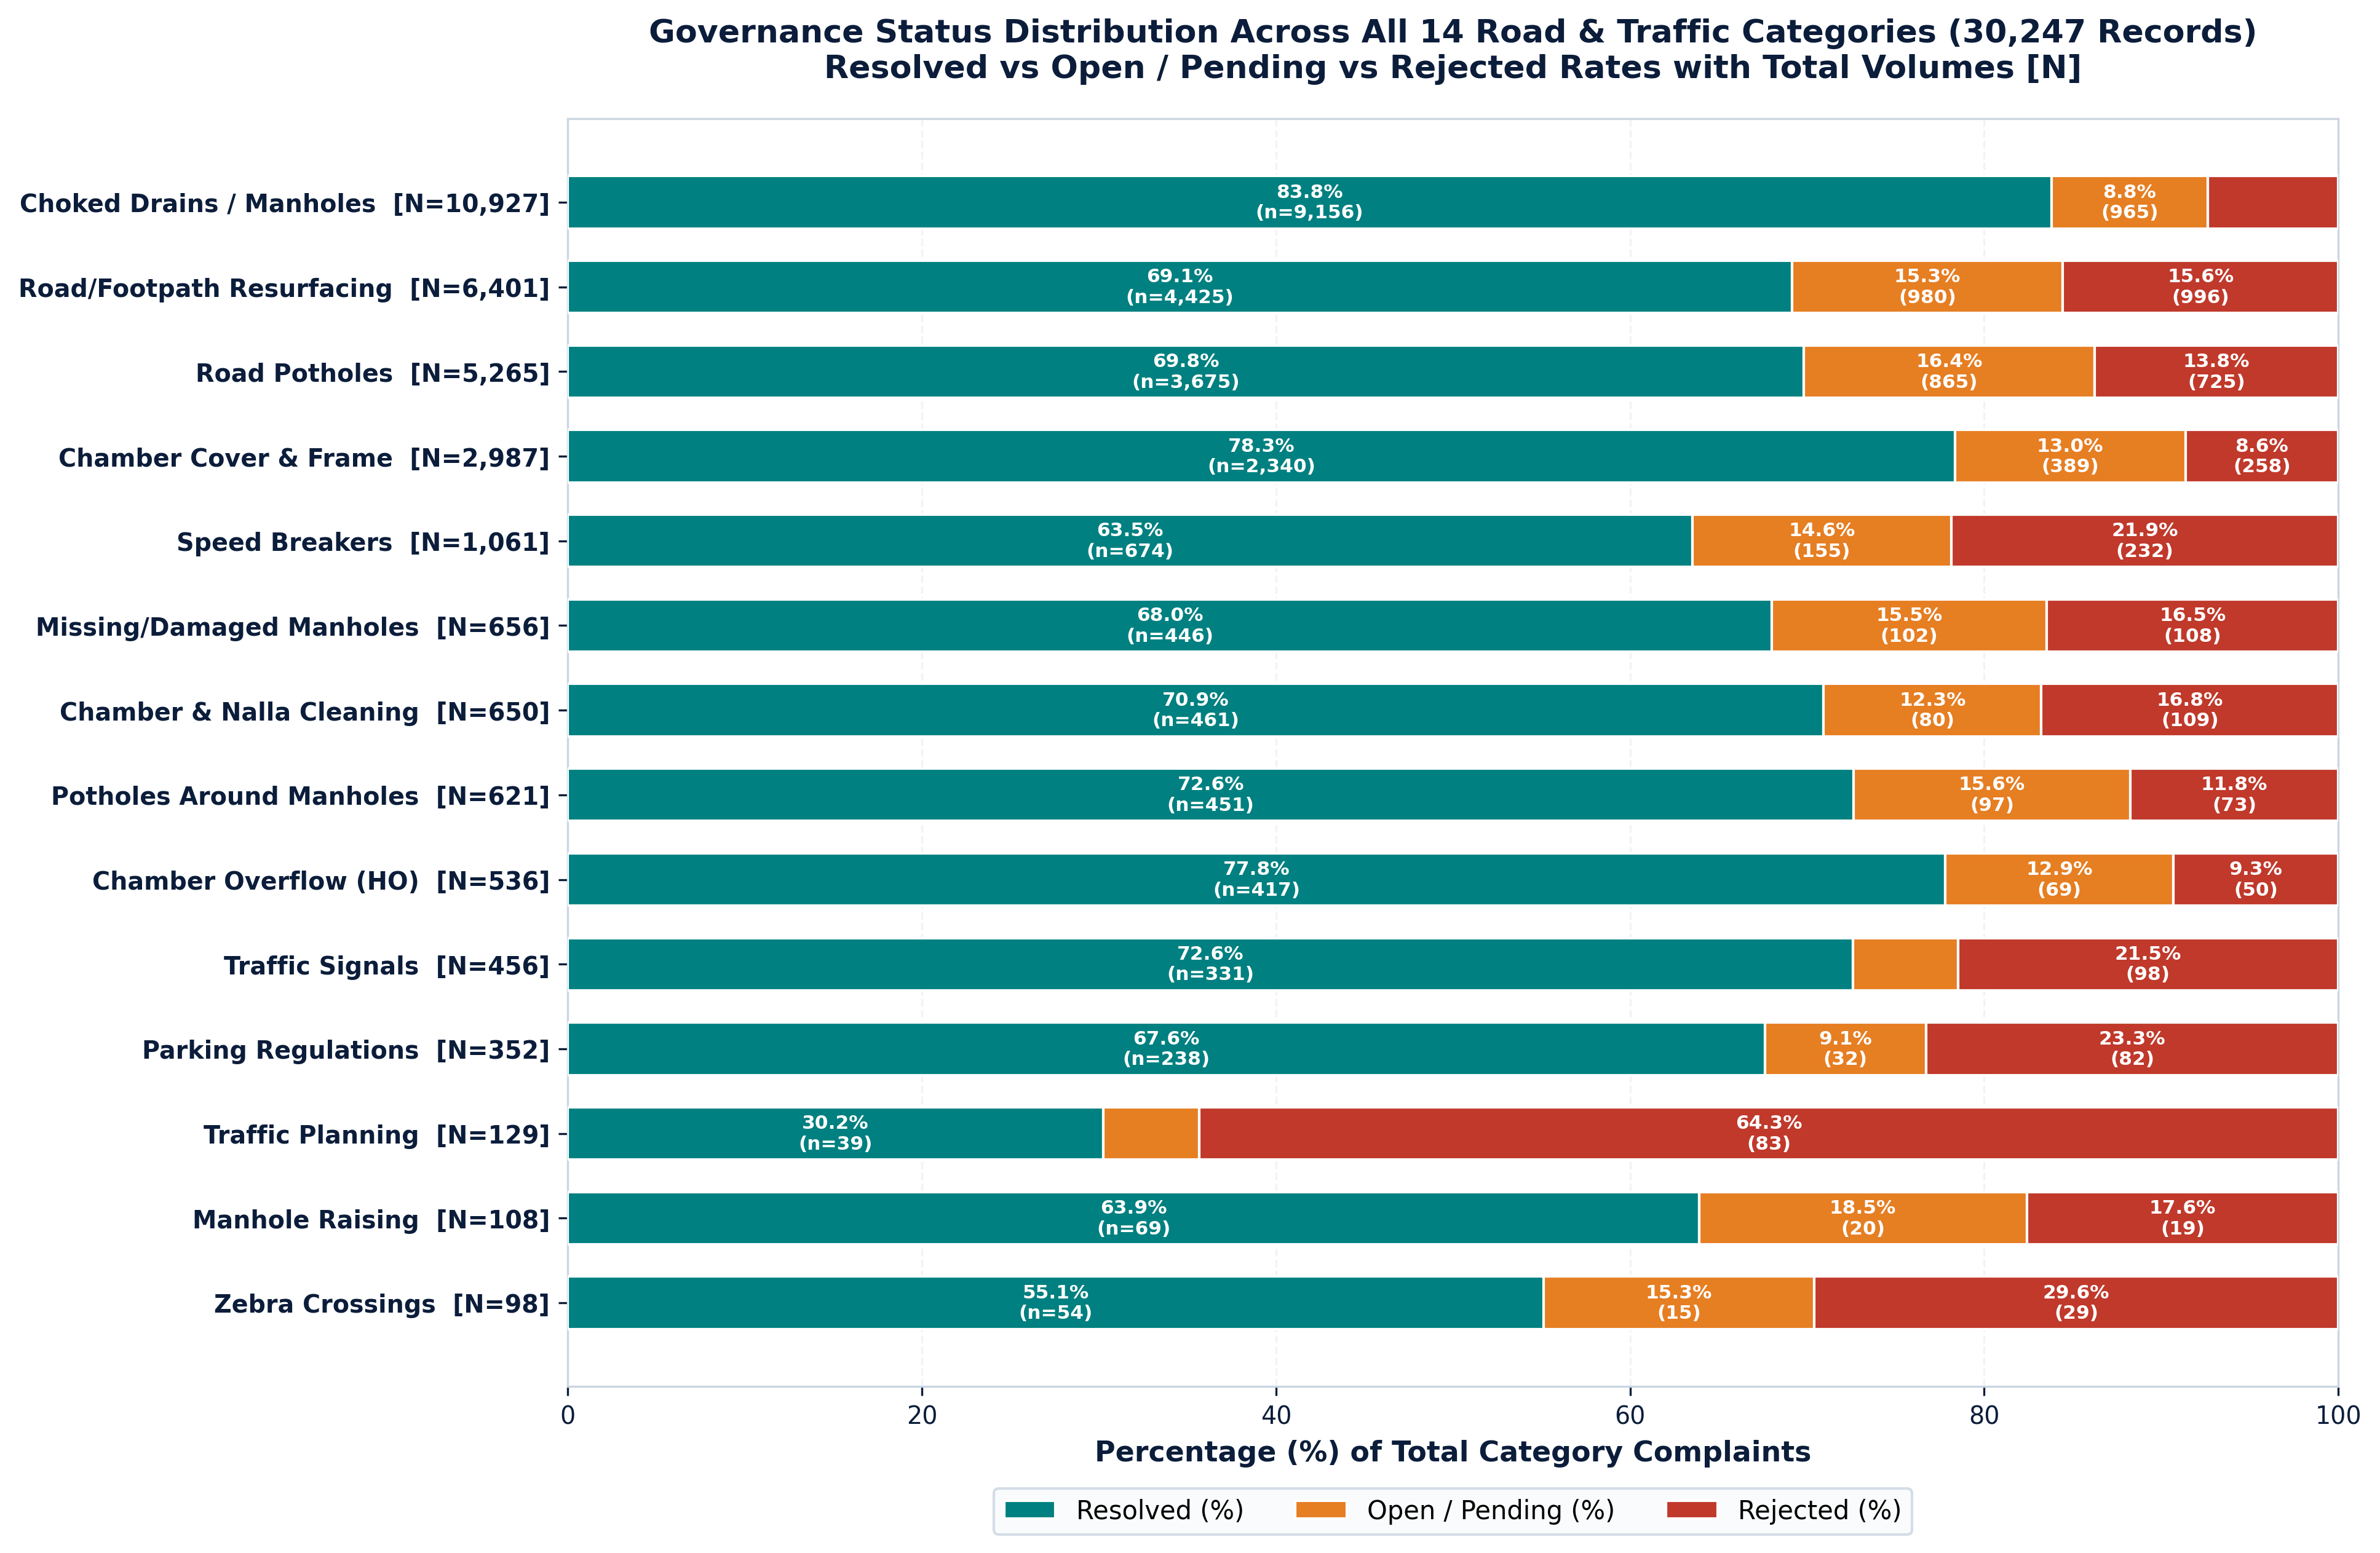 Governance Status Distribution Across All 14 Road & Traffic Categories (30,247 Records)
Resolved vs Open / Pending vs Rejected Rates with Total Volumes [N]
Choked Drains / Manholes [N=10,927]
83.8%
(n=9,156)
8.8%
(965)
Road/Footpath Resurfacing [N=6,401]
69.1%
(n=4,425)
15.3%
(980)
15.6%
(996)
Road Potholes [N=5,265]
69.8%
(n=3,675)
16.4%
(865)
13.8%
(725)
Chamber Cover & Frame [N=2,987]
78.3%
(n=2,340)
13.0%
(389)
8.6%
(258)
Speed Breakers [N=1,061]
63.5%
(n=674)
14.6%
(155)
21.9%
(232)
Missing/Damaged Manholes [N=656]
68.0%
(n=446)
15.5%
(102)
16.5%
(108)
Chamber & Nalla Cleaning [N=650]
70.9%
(n=461)
12.3%
(80)
16.8%
(109)
Potholes Around Manholes [N=621]
72.6%
(n=451)
15.6%
(97)
11.8%
(73)
Chamber Overflow (HO) [N=536]
77.8%
(n=417)
12.9%
(69)
9.3%
(50)
Traffic Signals [N=456]
72.6%
(n=331)
21.5%
(98)
Parking Regulations [N=352]
67.6%
(n=238)
9.1%
(32)
23.3%
(82)
Traffic Planning [N=129]
30.2%
(n=39)
64.3%
(83)
Manhole Raising [N=108]
63.9%
(n=69)
18.5%
(20)
17.6%
(19)
Zebra Crossings [N=98]
55.1%
(n=54)
15.3%
(15)
29.6%
(29)
0 20 40 60 80 100
Percentage (%) of Total Category Complaints
Resolved (%) Open / Pending (%) Rejected (%)